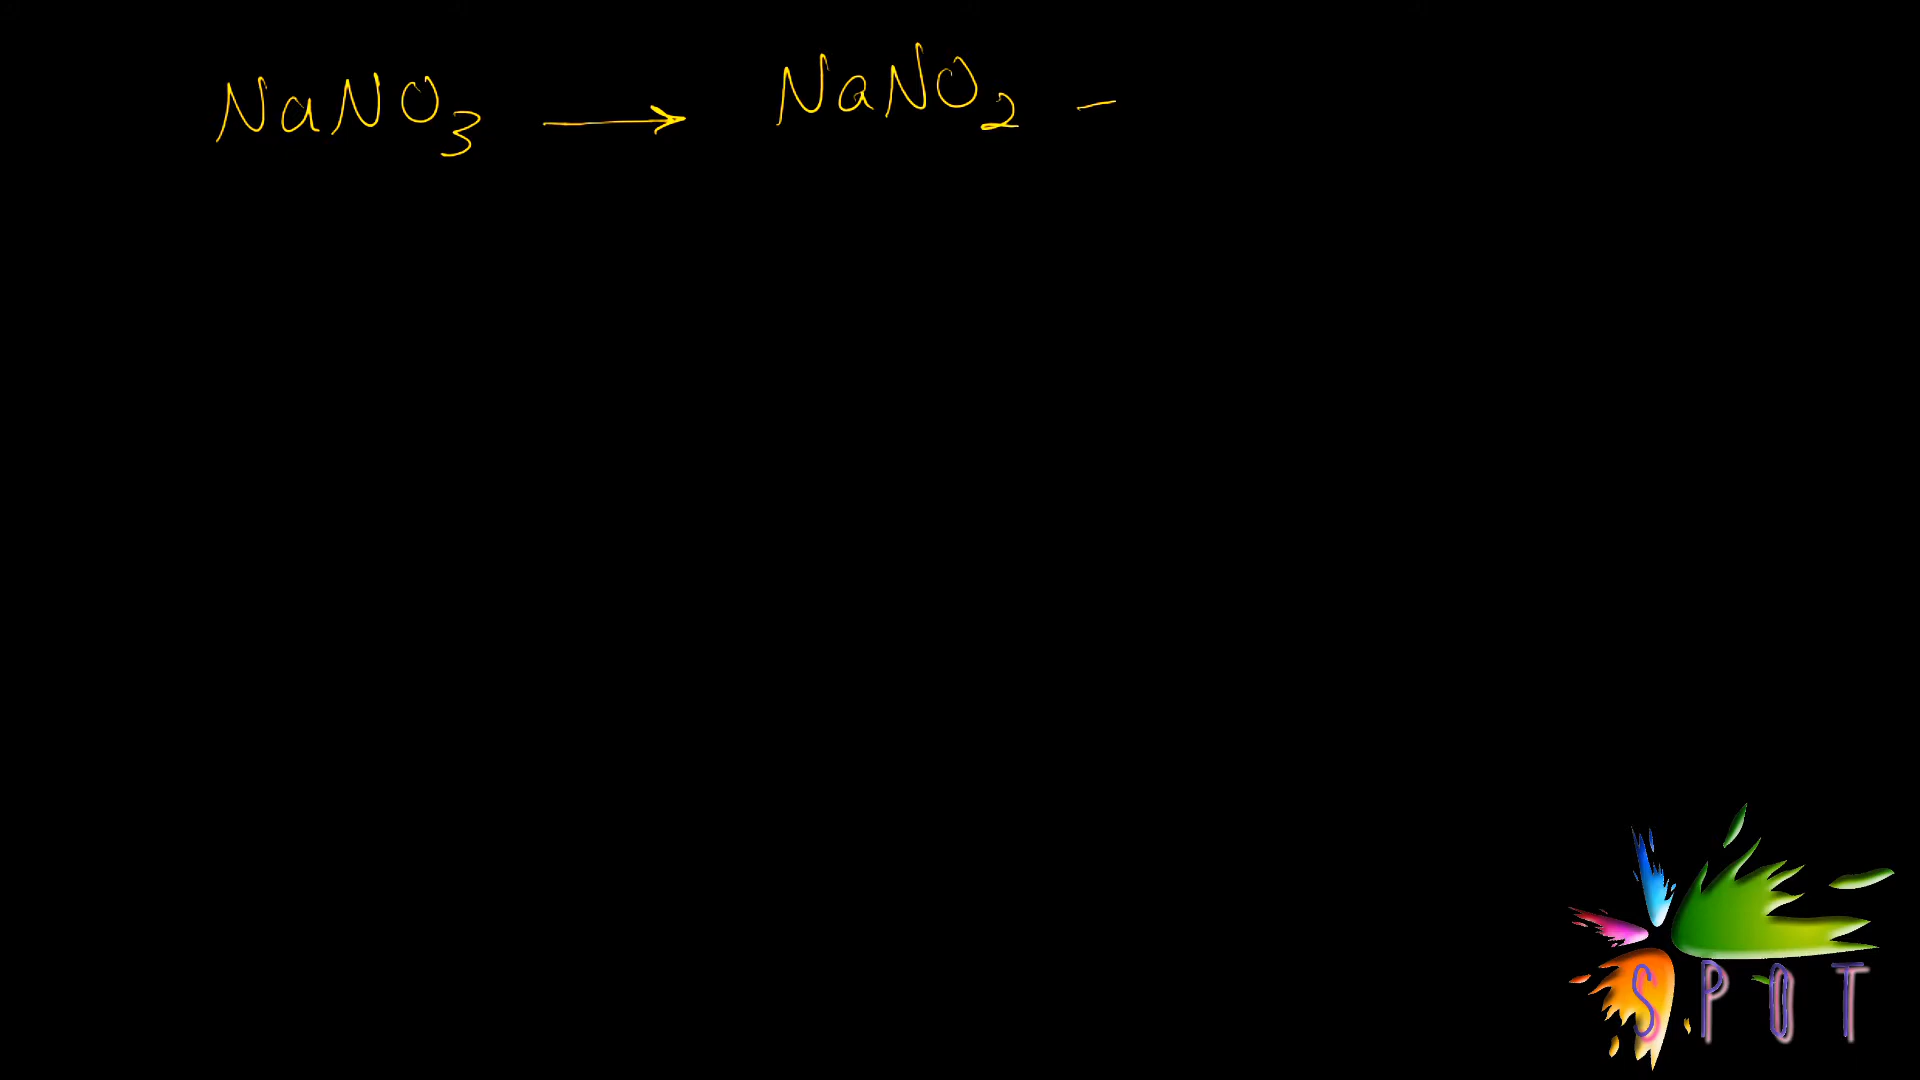 NaNO₃ → NaNO₂ –
SPOT